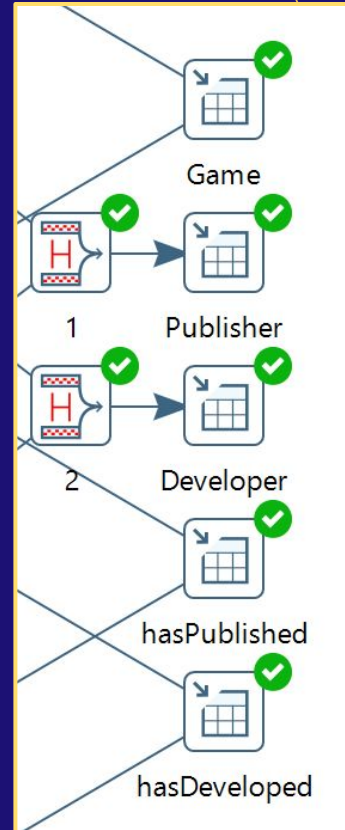 Game
H
1
Publisher
H
2
Developer
hasPublished
hasDeveloped